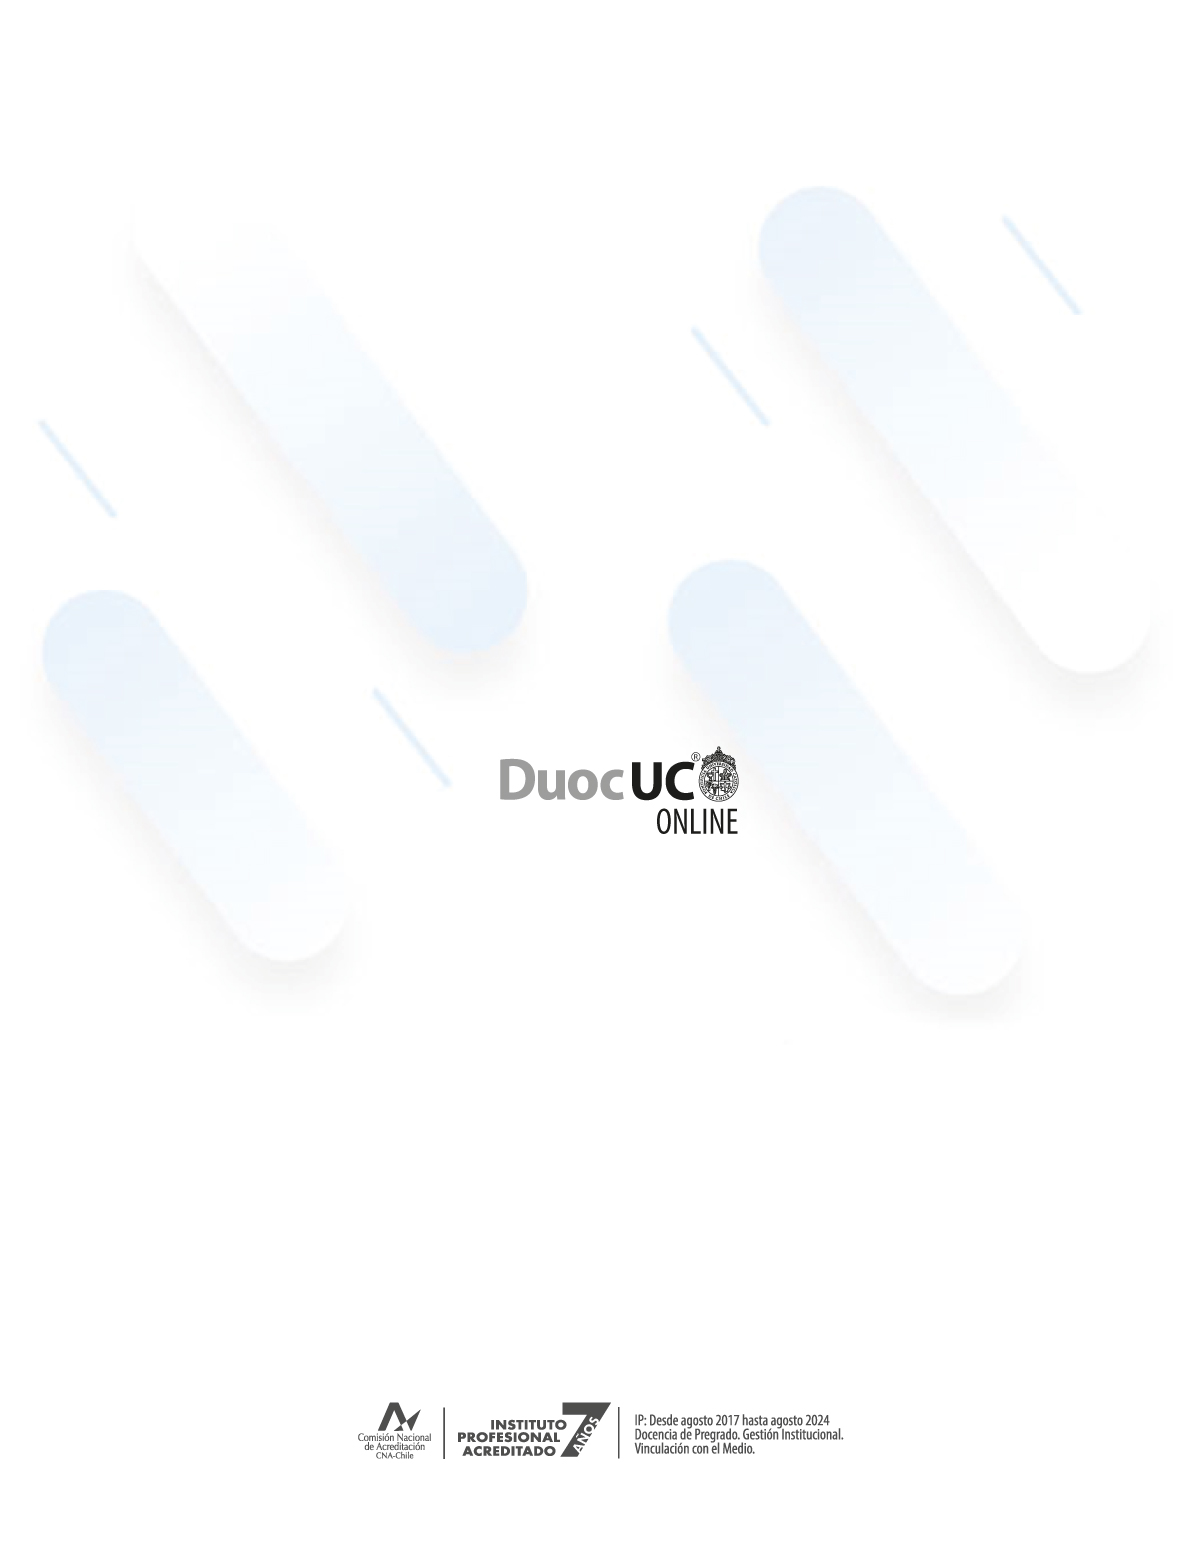 Duoc UC®
ONLINE
Comisión Nacional
de Acreditación
CNA-Chile
INSTITUTO
PROFESIONAL
ACREDITADO
7
AÑOS
IP: Desde agosto 2017 hasta agosto 2024
Docencia de Pregrado. Gestión Institucional.
Vinculación con el Medio.